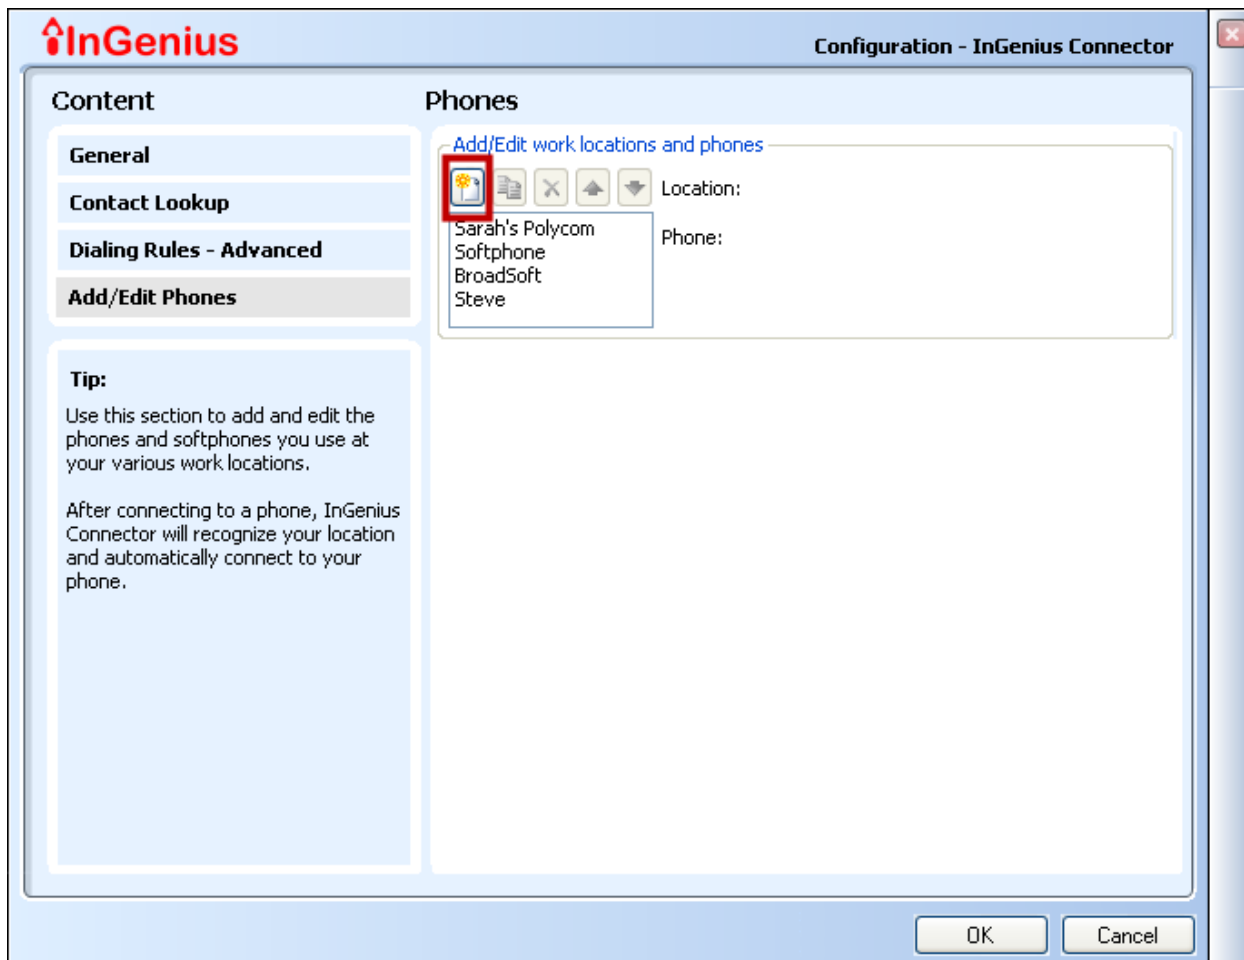 InGenius
Configuration - InGenius Connector
Content
General
Contact Lookup
Dialing Rules - Advanced
Add/Edit Phones
Tip:
Use this section to add and edit the
phones and softphones you use at
your various work locations.
After connecting to a phone, InGenius
Connector will recognize your location
and automatically connect to your
phone.
Phones
Add/Edit work locations and phones
Location:
Phone:
Sarah's Polycom
Softphone
BroadSoft
Steve
OK
Cancel